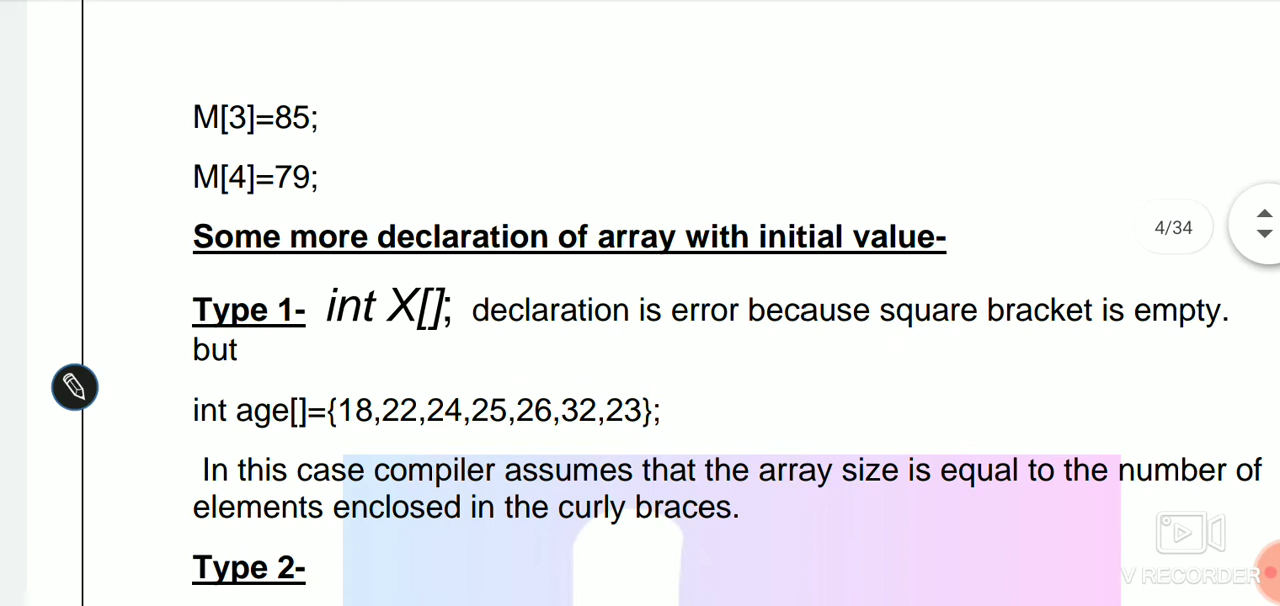 M[3]=85;
M[4]=79;
Some more declaration of array with initial value-
4/34
Type 1- int X[]; declaration is error because square bracket is empty.
but
int age[]={18,22,24,25,26,32,23};
In this case compiler assumes that the array size is equal to the number of
elements enclosed in the curly braces.
V RECORDER
Type 2-